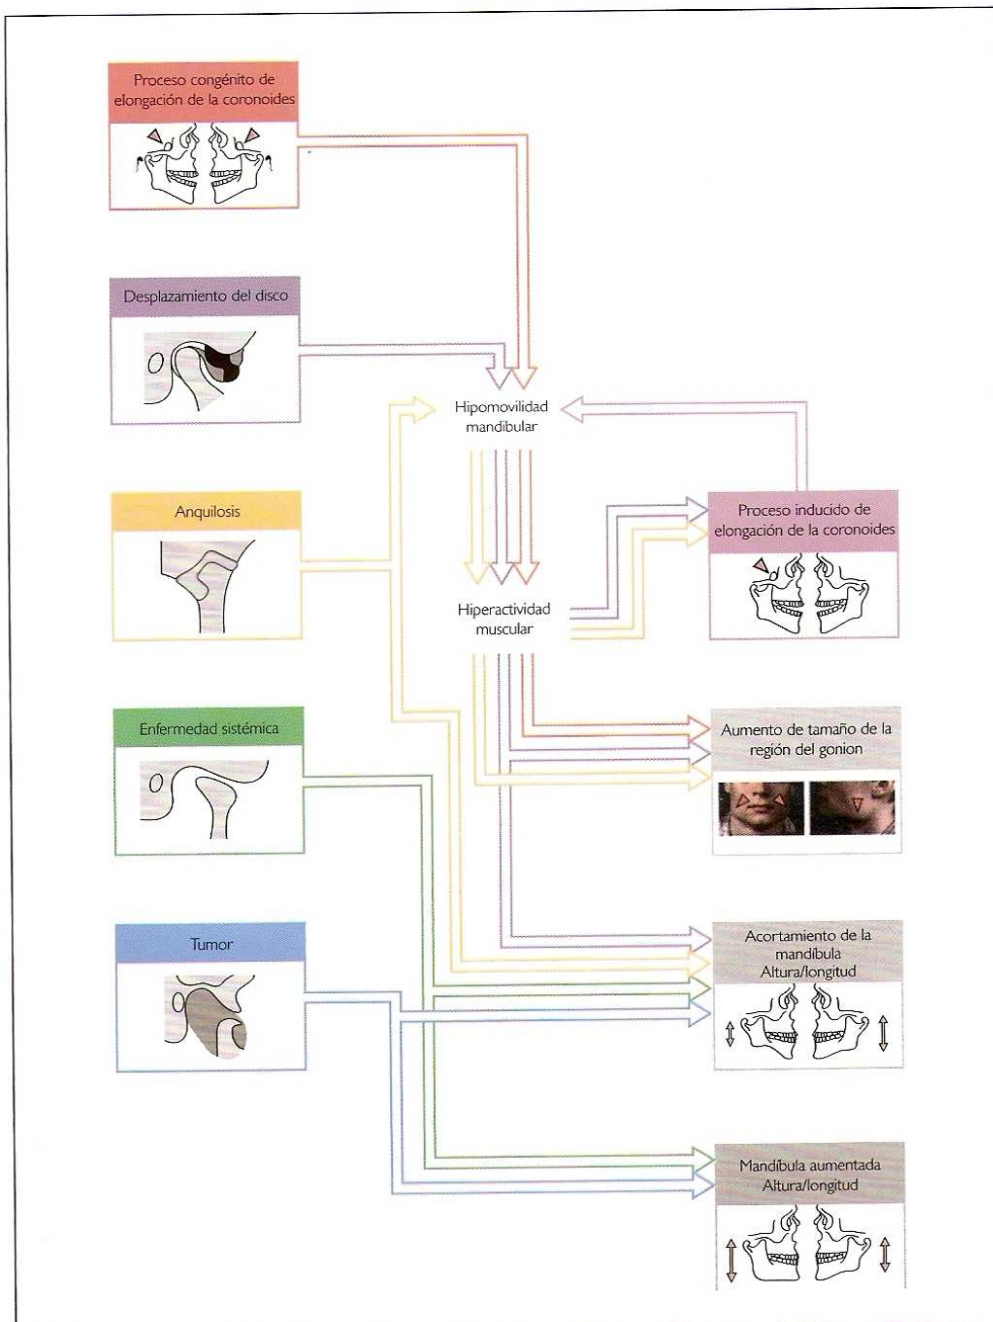 Proceso congénito de
elongación de la coronoides
Desplazamiento del disco
Hipomovilidad
mandibular
Anquilosis
Proceso inducido de
elongación de la coronoides
Hiperactividad
muscular
Enfermedad sistémica
Aumento de tamaño de la
región del gonion
Tumor
Acortamiento de la
mandíbula
Altura/longitud
Mandíbula aumentada
Altura/longitud